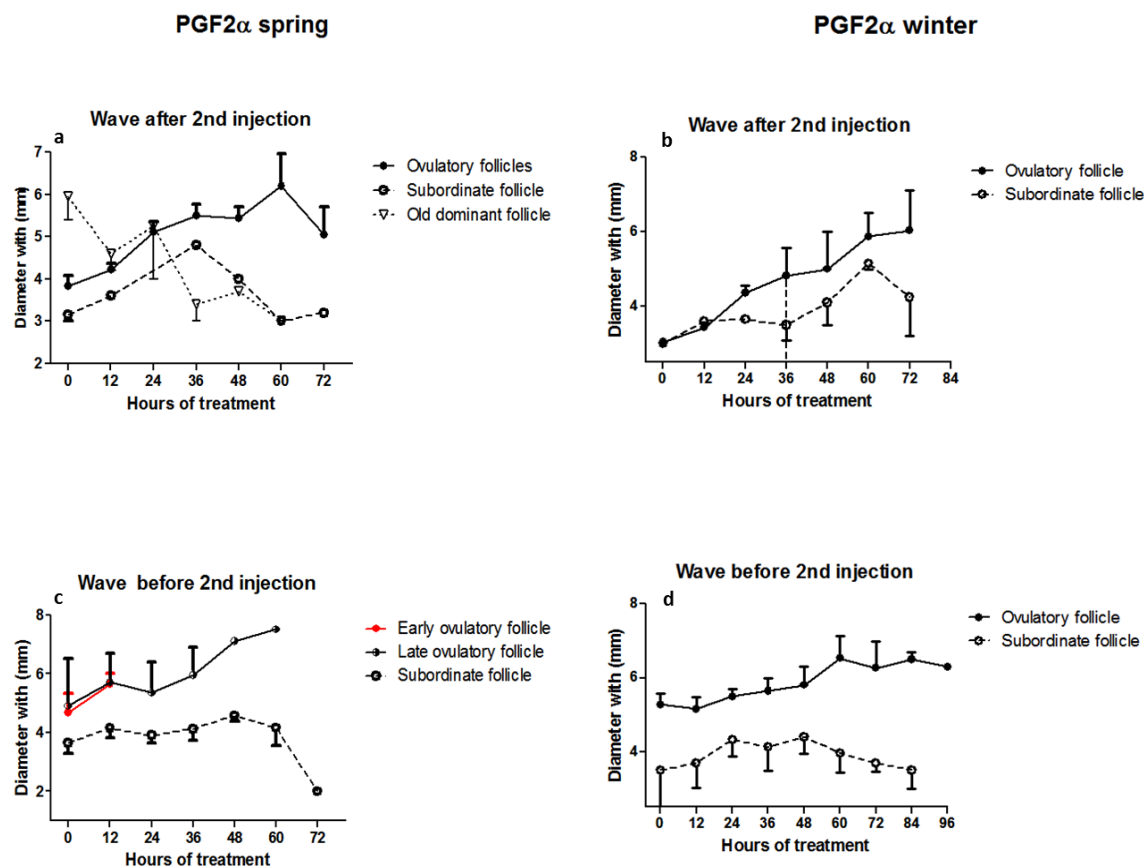 PGF2α spring
PGF2α winter
Wave after 2nd injection
a
7
6
5
4
3
2
Diameter with (mm)
0 12 24 36 48 60 72
Hours of treatment
Ovulatory follicles
Subordinate follicle
Old dominant follicle
Wave after 2nd injection
b
8
6
4
Diameter with (mm)
0 12 24 36 48 60 72 84
Hours of treatment
Ovulatory follicle
Subordinate follicle
Wave before 2nd injection
c
8
6
4
2
Diameter with (mm)
0 12 24 36 48 60 72
Hours of treatment
Early ovulatory follicle
Late ovulatory follicle
Subordinate follicle
Wave before 2nd injection
d
8
6
4
Diameter with (mm)
0 12 24 36 48 60 72 84 96
Hours of treatment
Ovulatory follicle
Subordinate follicle